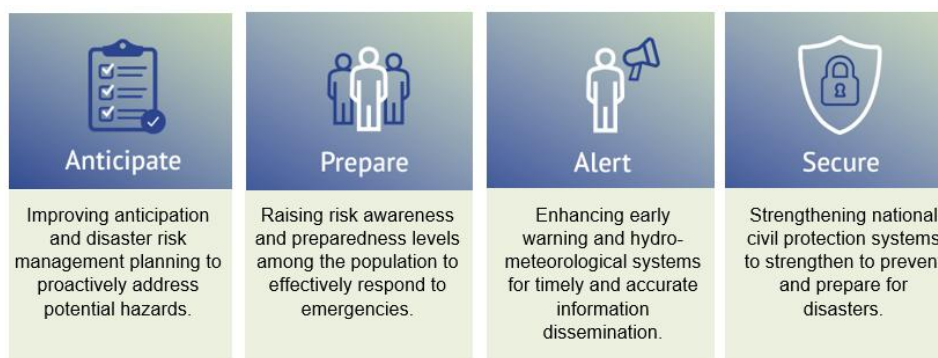 Anticipate
Improving anticipation
and disaster risk
management planning to
proactively address
potential hazards.
Prepare
Raising risk awareness
and preparedness levels
among the population to
effectively respond to
emergencies.
Alert
Enhancing early
warning and hydro-
meteorological systems
for timely and accurate
information
dissemination.
Secure
Strengthening national
civil protection systems
to strengthen to preven
and prepare for
disasters.